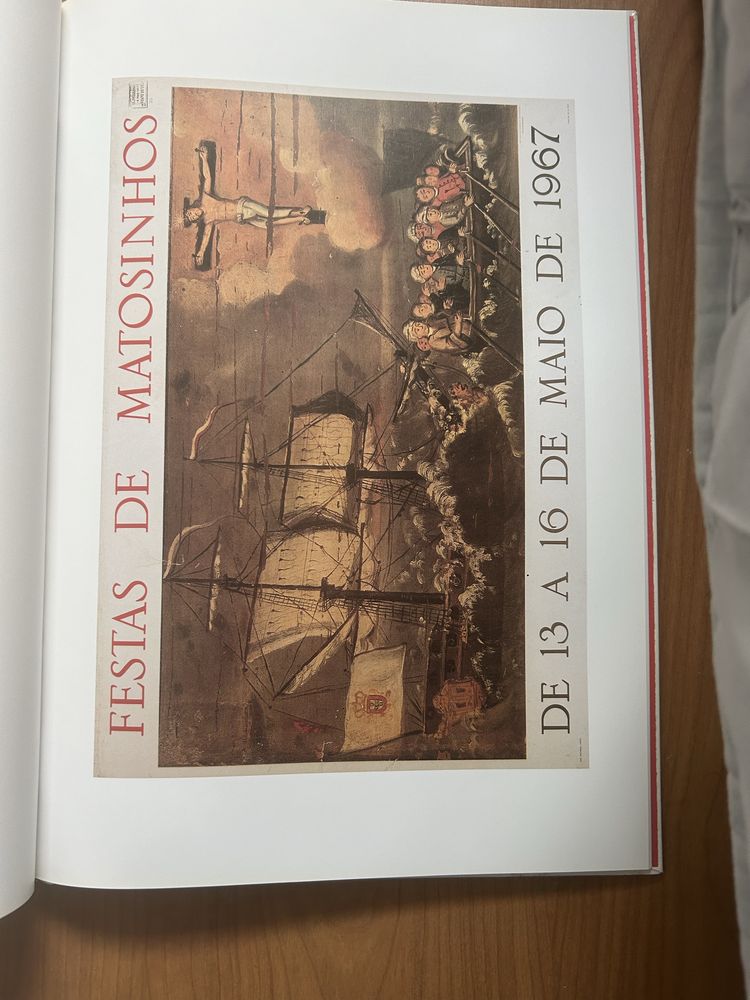 FESTAS DE MATOSINHOS
DE 13 A 16 DE MAIO DE 1967